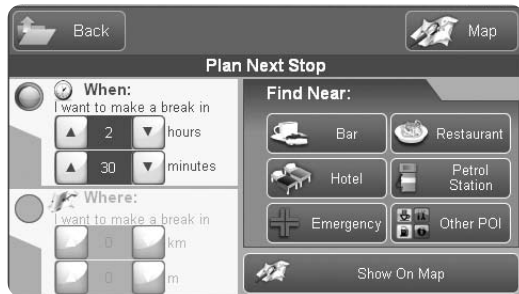 Back
Map
Plan Next Stop
When:
I want to make a break in
2 hours
30 minutes
Where:
I want to make a break in
0 km
0 m
Find Near:
Bar
Restaurant
Hotel
Petrol
Station
Emergency
Other POI
Show On Map